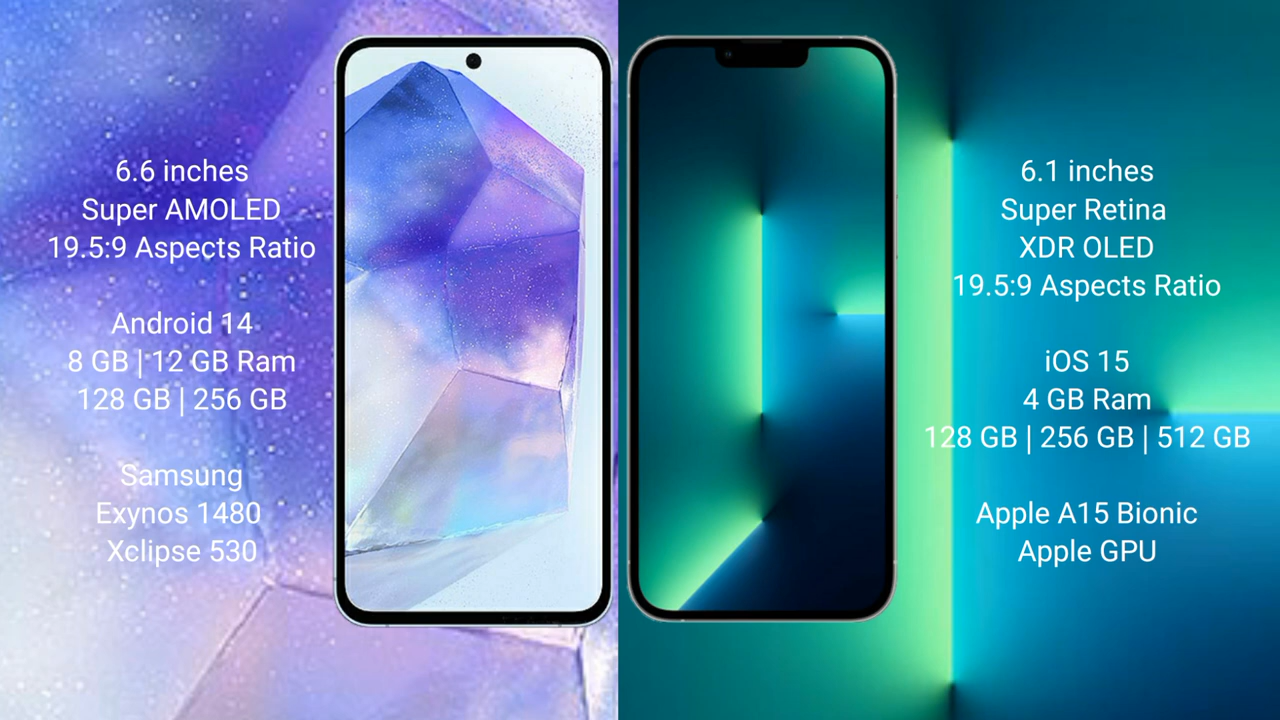 6.6 inches
Super AMOLED
19.5:9 Aspects Ratio
Android 14
8 GB | 12 GB Ram
128 GB | 256 GB
Samsung
Exynos 1480
Xclipse 530
6.1 inches
Super Retina
XDR OLED
19.5:9 Aspects Ratio
iOS 15
4 GB Ram
128 GB | 256 GB | 512 GB
Apple A15 Bionic
Apple GPU